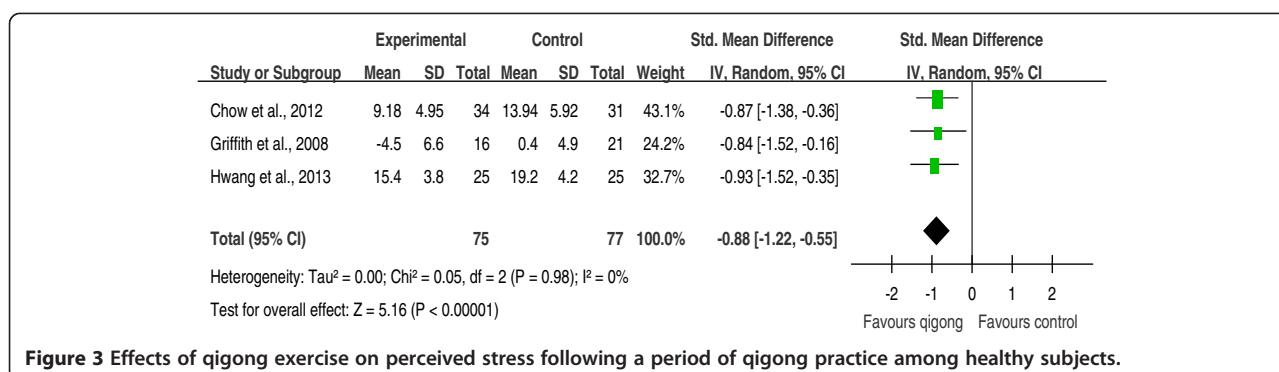 Experimental Control Std. Mean Difference Std. Mean Difference
Study or Subgroup Mean SD Total Mean SD Total Weight IV, Random, 95% CI IV, Random, 95% CI
Chow et al., 2012 9.18 4.95 34 13.94 5.92 31 43.1% -0.87 [-1.38, -0.36]
Griffith et al., 2008 -4.5 6.6 16 0.4 4.9 21 24.2% -0.84 [-1.52, -0.16]
Hwang et al., 2013 15.4 3.8 25 19.2 4.2 25 32.7% -0.93 [-1.52, -0.35]
Total (95% CI) 75 77 100.0% -0.88 [-1.22, -0.55]
Heterogeneity: Tau² = 0.00; Chi² = 0.05, df = 2 (P = 0.98); I² = 0%
Test for overall effect: Z = 5.16 (P < 0.00001)
-2 -1 0 1 2
Favours qigong Favours control
Figure 3 Effects of qigong exercise on perceived stress following a period of qigong practice among healthy subjects.